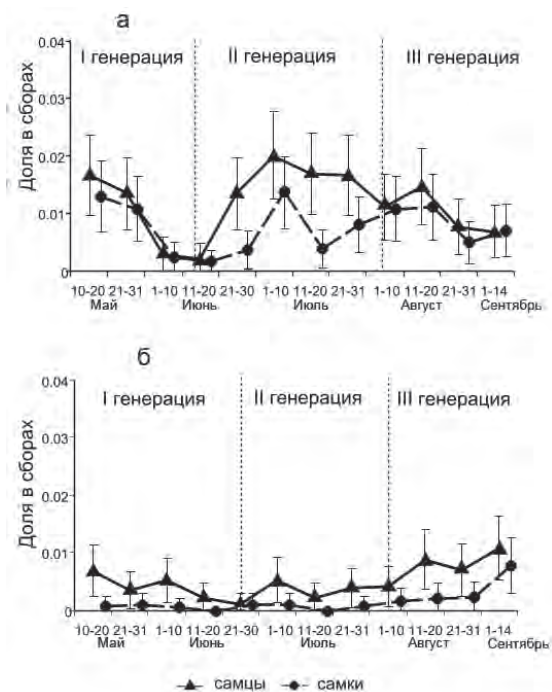 а
0.04
I генерация II генерация III генерация
0.03
0.02
0.01
0
Доля в сборах
10-20 21-31 1-10 11-20 21-30 1-10 11-20 21-31 1-10 11-20 21-31 1-14
Май Июнь Июль Август Сентябрь
б
0.04
I генерация II генерация III генерация
0.03
0.02
0.01
0
Доля в сборах
10-20 21-31 1-10 11-20 21-30 1-10 11-20 21-31 1-10 11-20 21-31 1-14
Май Июнь Июль Август Сентябрь
самцы самки